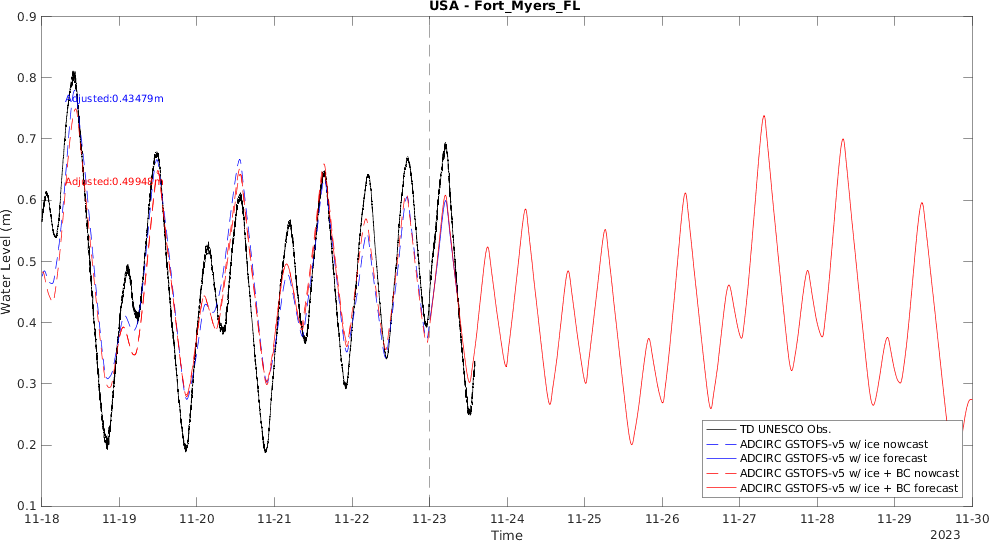 USA - Fort_Myers_FL
0.9
0.8
0.7
0.6
0.5
0.4
0.3
0.2
0.1
Water Level (m)
Adjusted:0.43479m
Adjusted:0.49948m
TD UNESCO Obs.
ADCIRC GSTOFS-v5 w/ ice nowcast
ADCIRC GSTOFS-v5 w/ ice forecast
ADCIRC GSTOFS-v5 w/ ice + BC nowcast
ADCIRC GSTOFS-v5 w/ ice + BC forecast
11-18 11-19 11-20 11-21 11-22 11-23 11-24 11-25 11-26 11-27 11-28 11-29 11-30
Time
2023